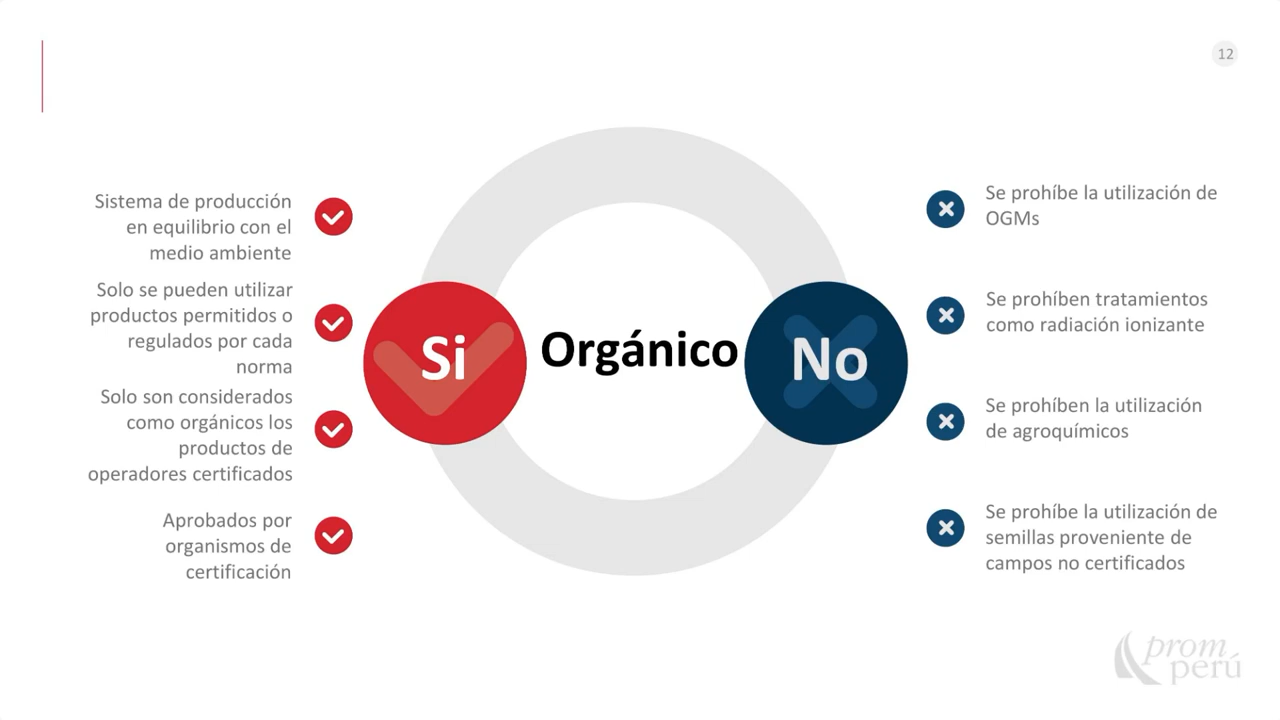 12
Sistema de producción
en equilibrio con el
medio ambiente
Solo se pueden utilizar
productos permitidos o
regulados por cada
norma
Solo son considerados
como orgánicos los
productos de
operadores certificados
Aprobados por
organismos de
certificación
Si
Orgánico
No
Se prohíbe la utilización de
OGMs
Se prohíben tratamientos
como radiación ionizante
Se prohíben la utilización
de agroquímicos
Se prohíbe la utilización de
semillas proveniente de
campos no certificados
prom
perú